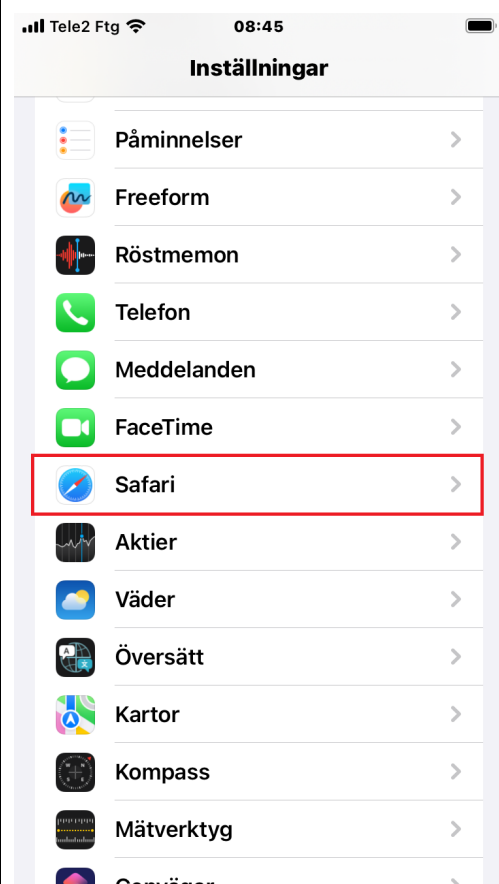 Tele2 Ftg 08:45
Inställningar
Påminnelser
Freeform
Röstmemon
Telefon
Meddelanden
FaceTime
Safari
Aktier
Väder
Översätt
Kartor
Kompass
Mätverktyg